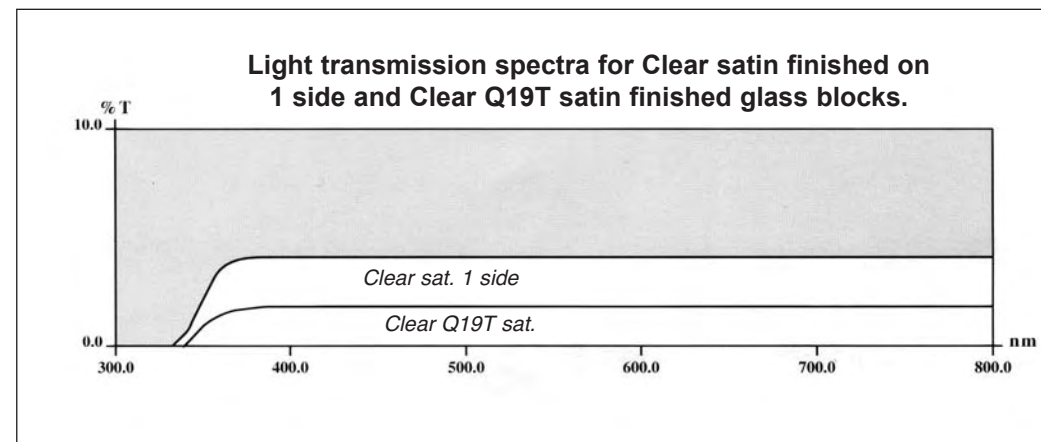 Light transmission spectra for Clear satin finished on
1 side and Clear Q19T satin finished glass blocks.
% T
10.0
Clear sat. 1 side
Clear Q19T sat.
0.0
nm
300.0 400.0 500.0 600.0 700.0 800.0